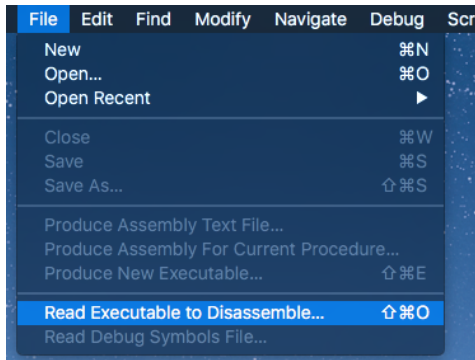 File Edit Find Modify Navigate Debug Scr
New ⌘N
Open... ⌘O
Open Recent ▶
Close ⌘W
Save ⌘S
Save As... ⇧⌘S
Produce Assembly Text File...
Produce Assembly For Current Procedure...
Produce New Executable... ⇧⌘E
Read Executable to Disassemble... ⇧⌘O
Read Debug Symbols File...